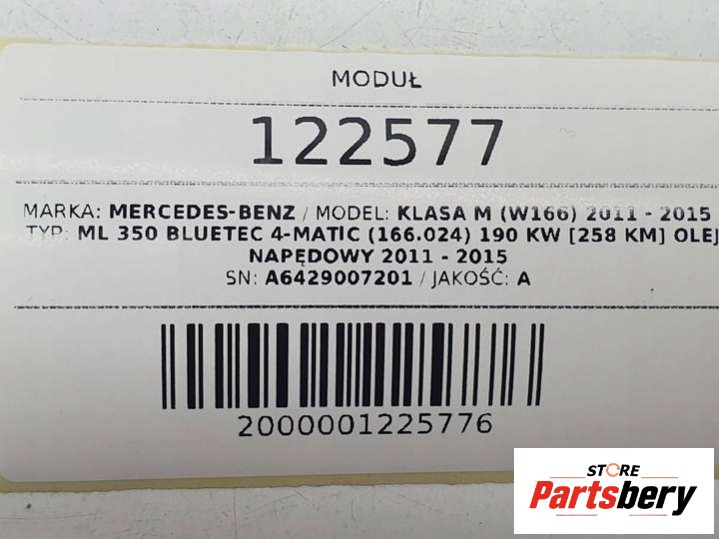 MODUŁ
122577
MARKA: MERCEDES-BENZ / MODEL: KLASA M (W166) 2011 - 2015
TYP: ML 350 BLUETEC 4-MATIC (166.024) 190 KW [258 KM] OLEJ
NAPĘDOWY 2011 - 2015
SN: A6429007201 / JAKOŚĆ: A
2000001225776
STORE
Partsbery